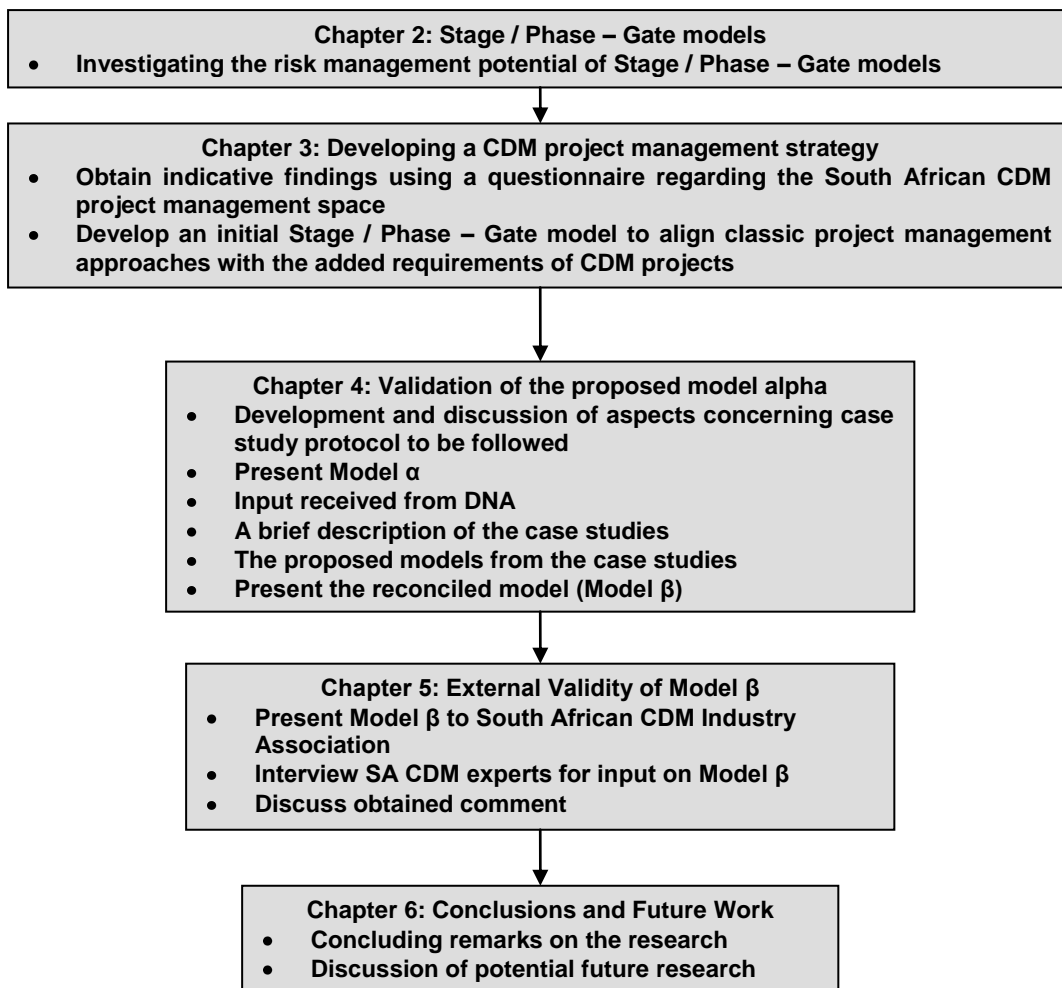 Chapter 2: Stage / Phase – Gate models
• Investigating the risk management potential of Stage / Phase – Gate models
Chapter 3: Developing a CDM project management strategy
• Obtain indicative findings using a questionnaire regarding the South African CDM
project management space
• Develop an initial Stage / Phase – Gate model to align classic project management
approaches with the added requirements of CDM projects
Chapter 4: Validation of the proposed model alpha
• Development and discussion of aspects concerning case
study protocol to be followed
• Present Model α
• Input received from DNA
• A brief description of the case studies
• The proposed models from the case studies
• Present the reconciled model (Model β)
Chapter 5: External Validity of Model β
• Present Model β to South African CDM Industry
Association
• Interview SA CDM experts for input on Model β
• Discuss obtained comment
Chapter 6: Conclusions and Future Work
• Concluding remarks on the research
• Discussion of potential future research